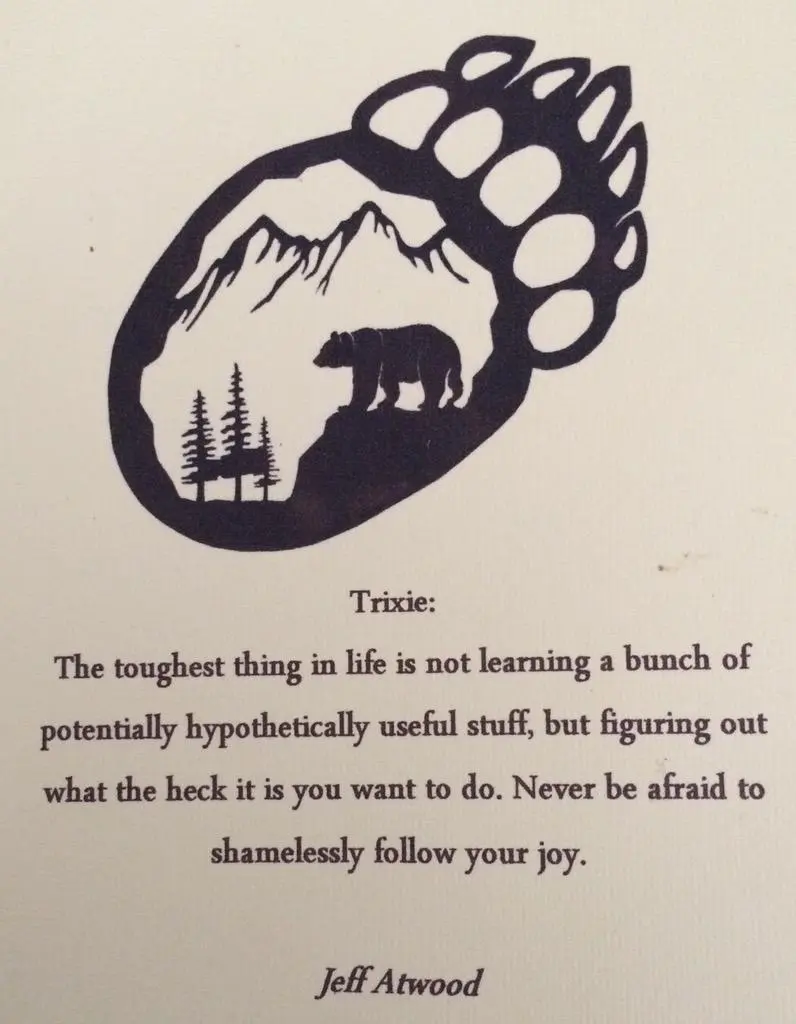 Trixie:
The toughest thing in life is not learning a bunch of
potentially hypothetically useful stuff, but figuring out
what the heck it is you want to do. Never be afraid to
shamelessly follow your joy.
Jeff Atwood